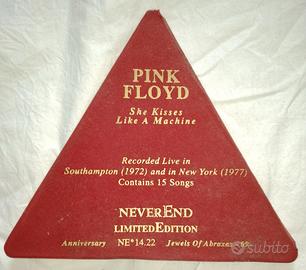 PINK
FLOYD
She Kisses
Like A Machine
Recorded Live in
Southampton (1972) and in New York (1977)
Contains 15 Songs
NEVEREND
LIMITEDEDITION
Anniversary NE*14.22 Jewels Of Abraxas
subito